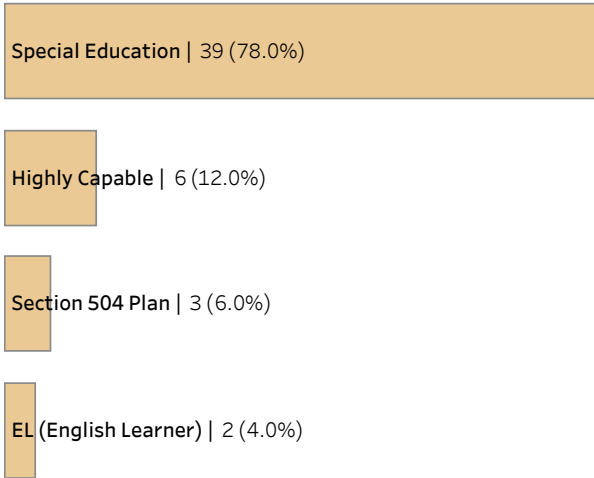 Special Education | 39 (78.0%)
Highly Capable | 6 (12.0%)
Section 504 Plan | 3 (6.0%)
EL (English Learner) | 2 (4.0%)